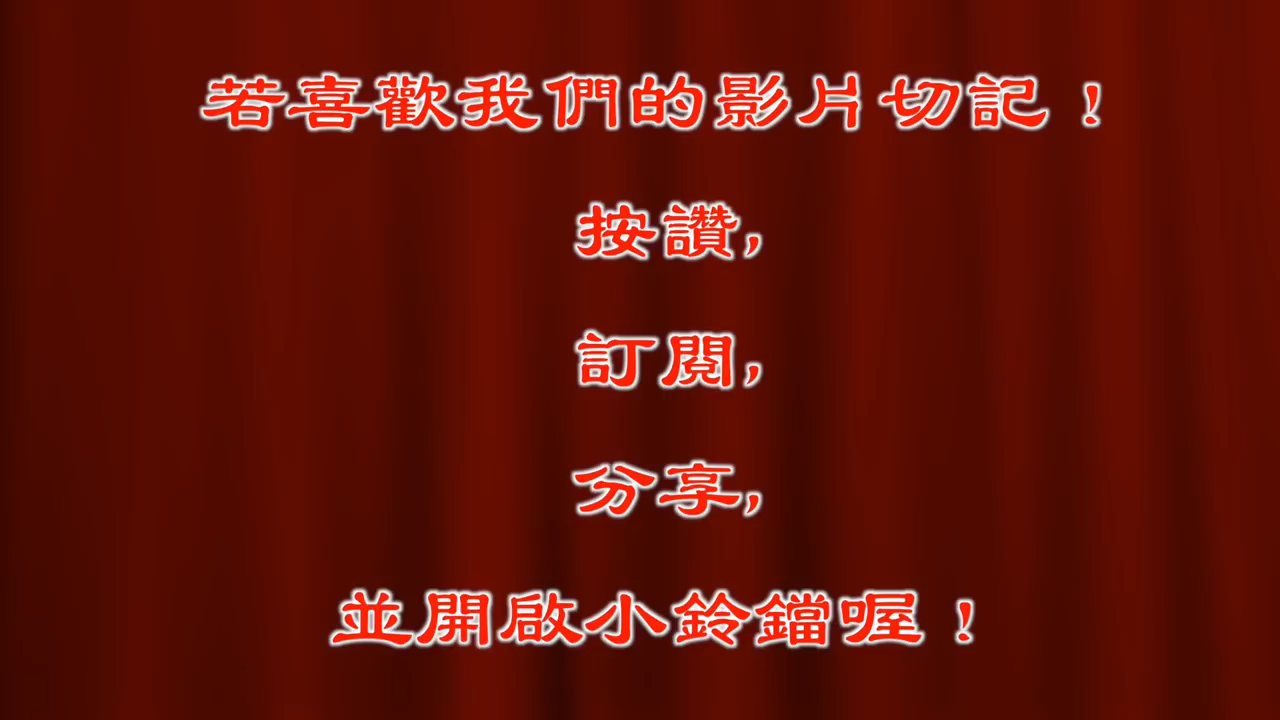 若喜歡我們的影片切記！
按讚,
訂閱,
分享,
並開啟小鈴鐺喔！